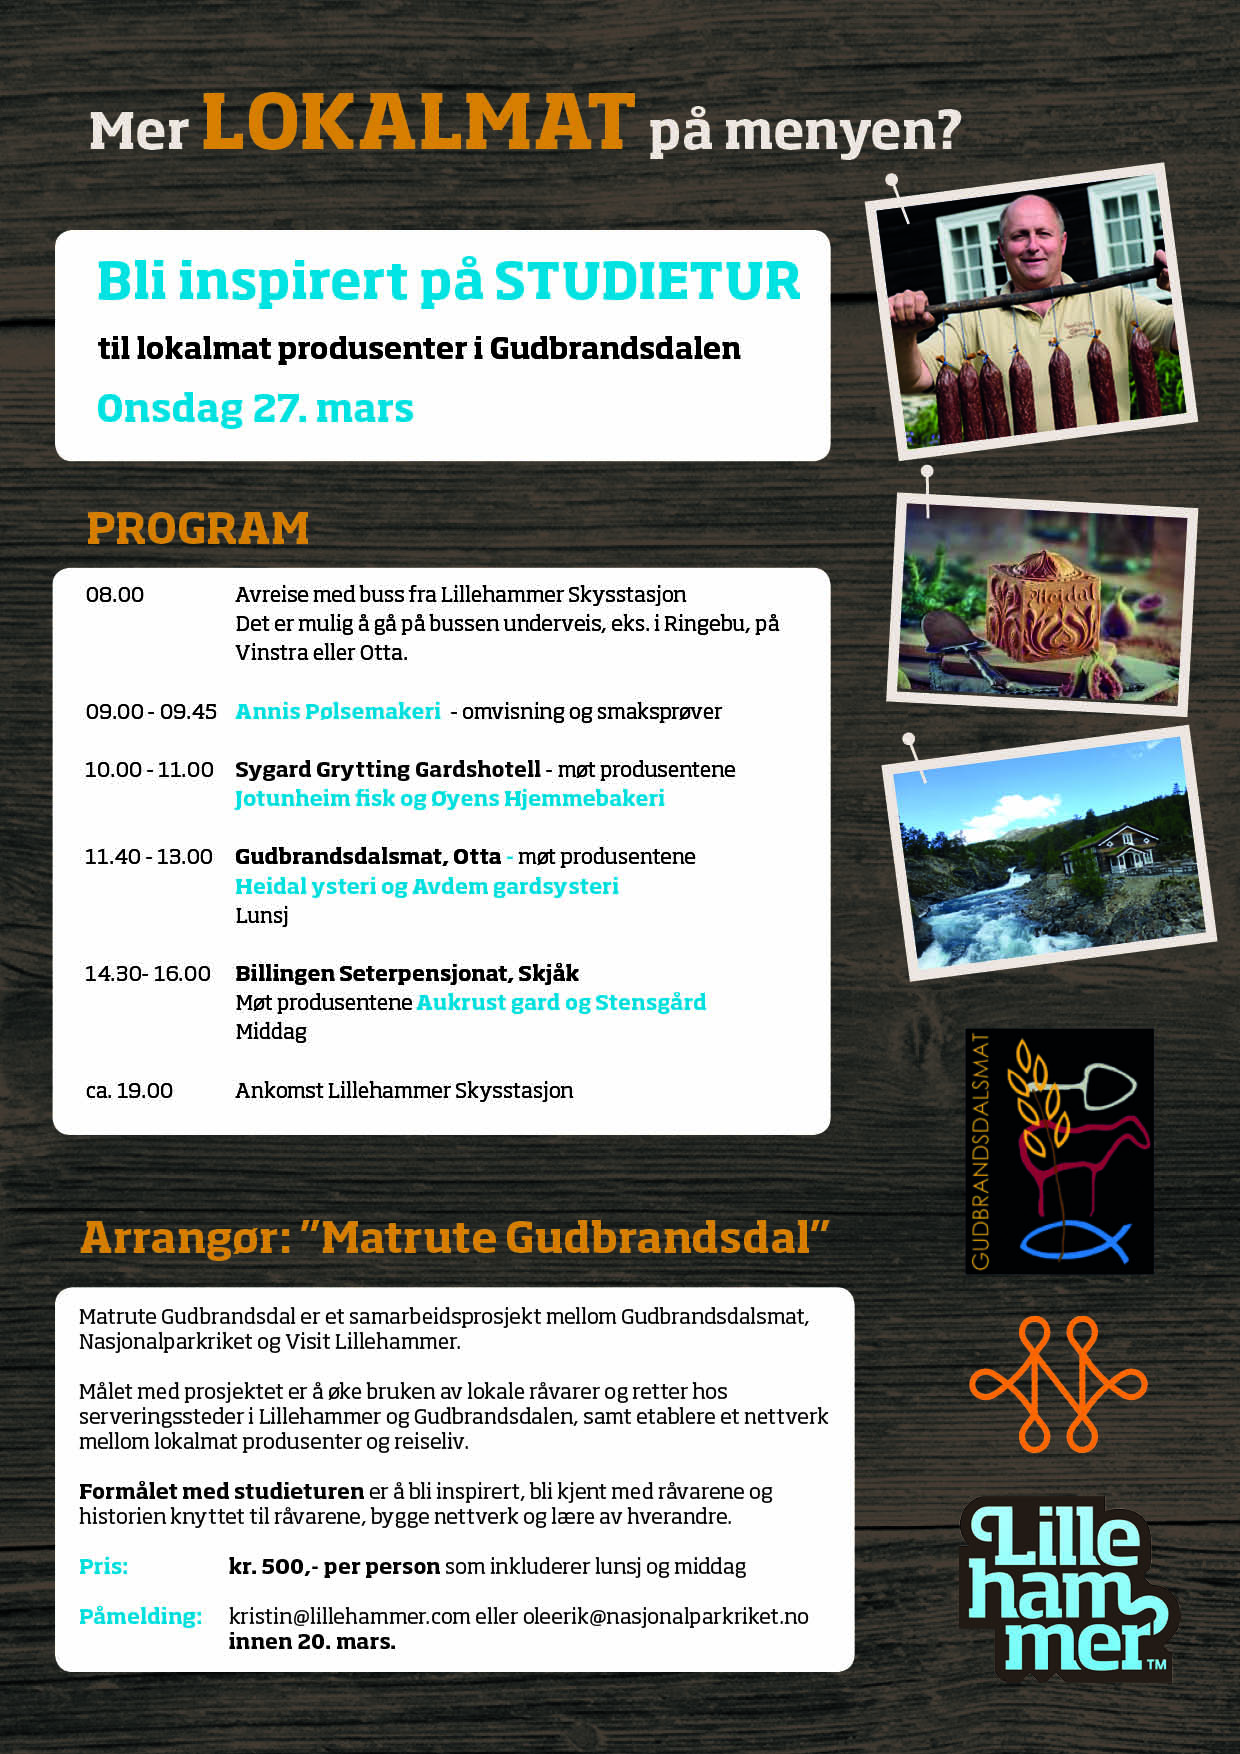 Mer LOKALMAT på menyen?
Bli inspirert på STUDIETUR
til lokalmat produsenter i Gudbrandsdalen
Onsdag 27. mars
PROGRAM
08.00 Avreise med buss fra Lillehammer Skysstasjon
Det er mulig å gå på bussen underveis, eks. i Ringebu, på
Vinstra eller Otta.
09.00 - 09.45 Annis Pølsemakeri - omvisning og smaksprøver
10.00 - 11.00 Sygard Grytting Gardshotell - møt produsentene
Jotunheim fisk og Øyens Hjemmebakeri
11.40 - 13.00 Gudbrandsdalsmat, Otta - møt produsentene
Heidal ysteri og Avdem gardsysteri
Lunsj
14.30- 16.00 Billingen Seterpensjonat, Skjåk
Møt produsentene Aukrust gard og Stensgård
Middag
ca. 19.00 Ankomst Lillehammer Skysstasjon
Heidal
GUDBRANDSDALSMAT
Arrangør: ”Matrute Gudbrandsdal”
Matrute Gudbrandsdal er et samarbeidsprosjekt mellom Gudbrandsdalsmat,
Nasjonalparkriket og Visit Lillehammer.
Målet med prosjektet er å øke bruken av lokale råvarer og retter hos
serveringssteder i Lillehammer og Gudbrandsdalen, samt etablere et nettverk
mellom lokalmat produsenter og reiseliv.
Formålet med studieturen er å bli inspirert, bli kjent med råvarene og
historien knyttet til råvarene, bygge nettverk og lære av hverandre.
Pris: kr. 500,- per person som inkluderer lunsj og middag
Påmelding: kristin@lillehammer.com eller oleerik@nasjonalparkriket.no
innen 20. mars.
Lille
ham
mer
TM